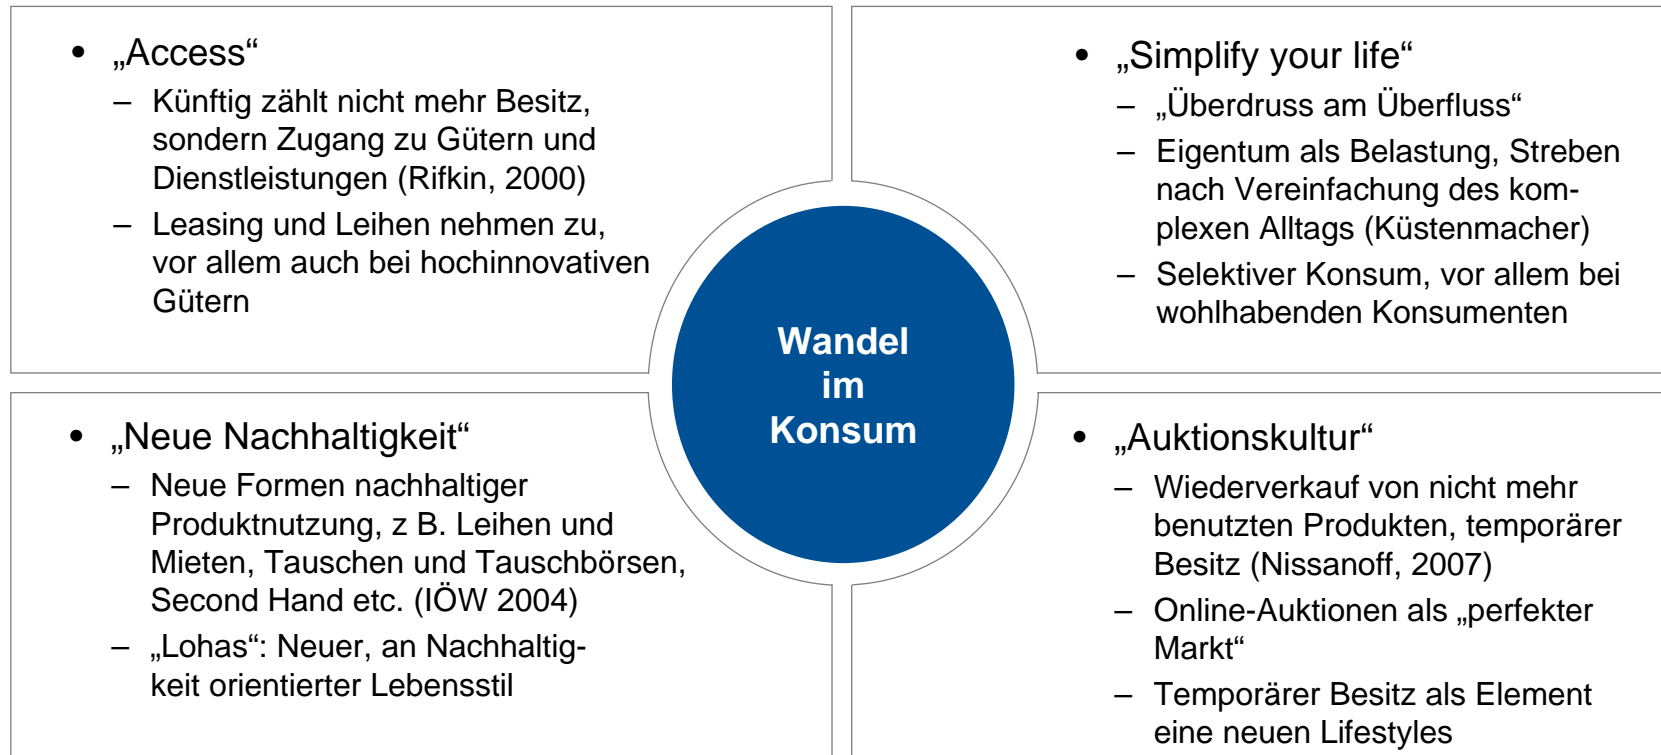 • „Access“
– Künftig zählt nicht mehr Besitz,
sondern Zugang zu Gütern und
Dienstleistungen (Rifkin, 2000)
– Leasing und Leihen nehmen zu,
vor allem auch bei hochinnovativen
Gütern
• „Simplify your life“
– „Überdruss am Überfluss“
– Eigentum als Belastung, Streben
nach Vereinfachung des kom-
plexen Alltags (Küstenmacher)
– Selektiver Konsum, vor allem bei
wohlhabenden Konsumenten
Wandel
im
Konsum
• „Neue Nachhaltigkeit“
– Neue Formen nachhaltiger
Produktnutzung, z B. Leihen und
Mieten, Tauschen und Tauschbörsen,
Second Hand etc. (IÖW 2004)
– „Lohas“: Neuer, an Nachhaltig-
keit orientierter Lebensstil
• „Auktionskultur“
– Wiederverkauf von nicht mehr
benutzten Produkten, temporärer
Besitz (Nissanoff, 2007)
– Online-Auktionen als „perfekter
Markt“
– Temporärer Besitz als Element
eine neuen Lifestyles